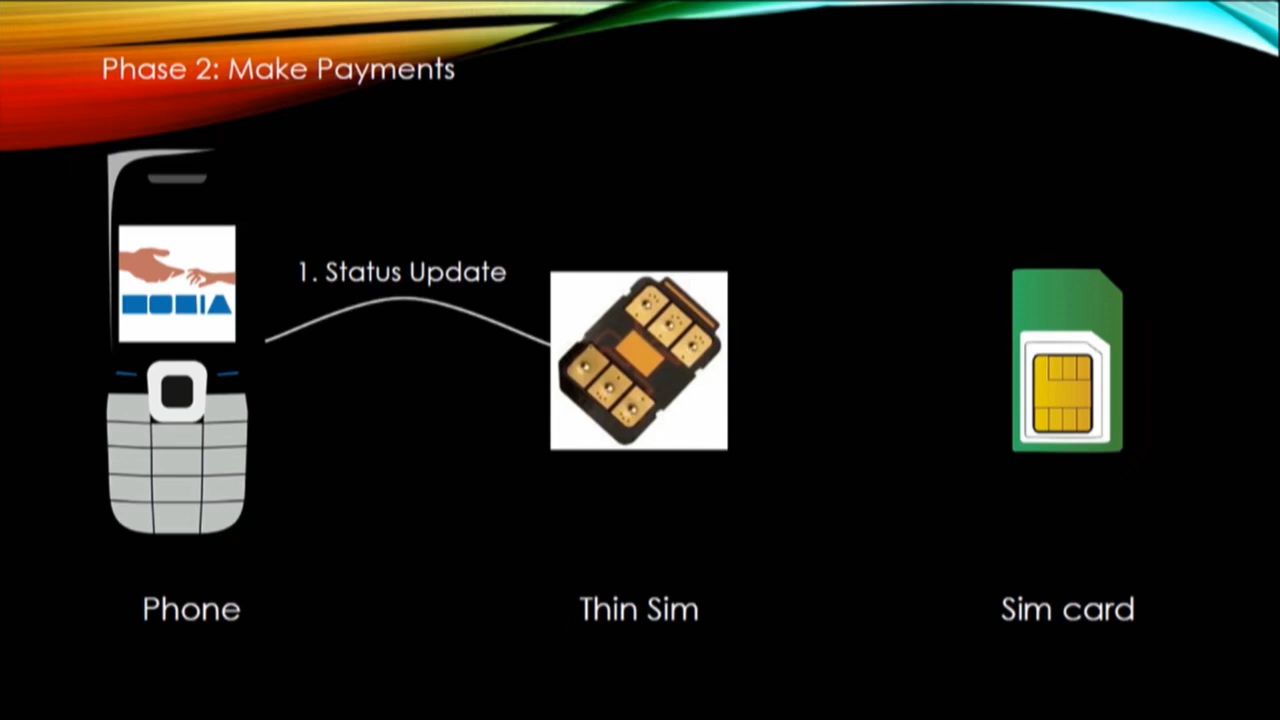 Phase 2: Make Payments
1. Status Update
Phone
Thin Sim
Sim card